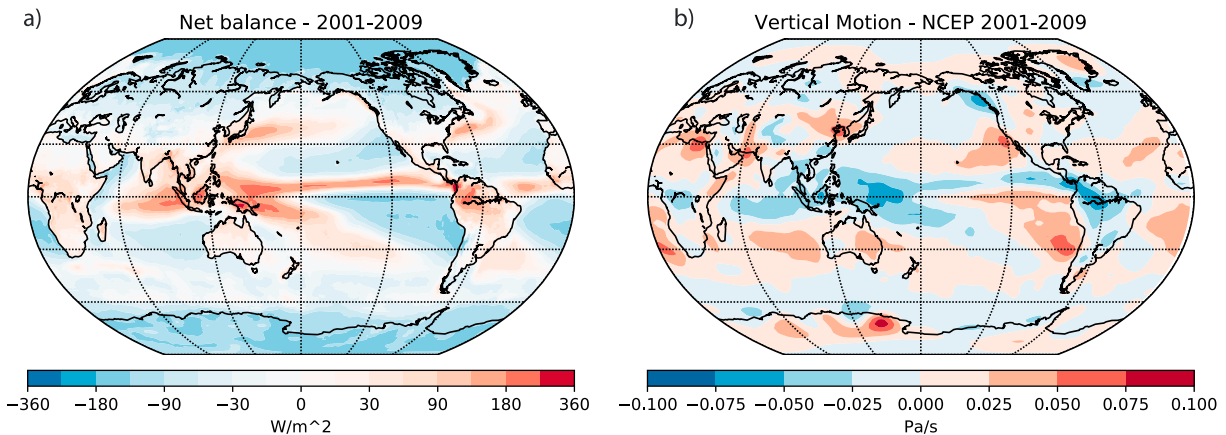 a)
Net balance - 2001-2009
−360 −180 −90 −30 0 30 90 180 360
W/m^2
b)
Vertical Motion - NCEP 2001-2009
−0.100 −0.075 −0.050 −0.025 0.000 0.025 0.050 0.075 0.100
Pa/s